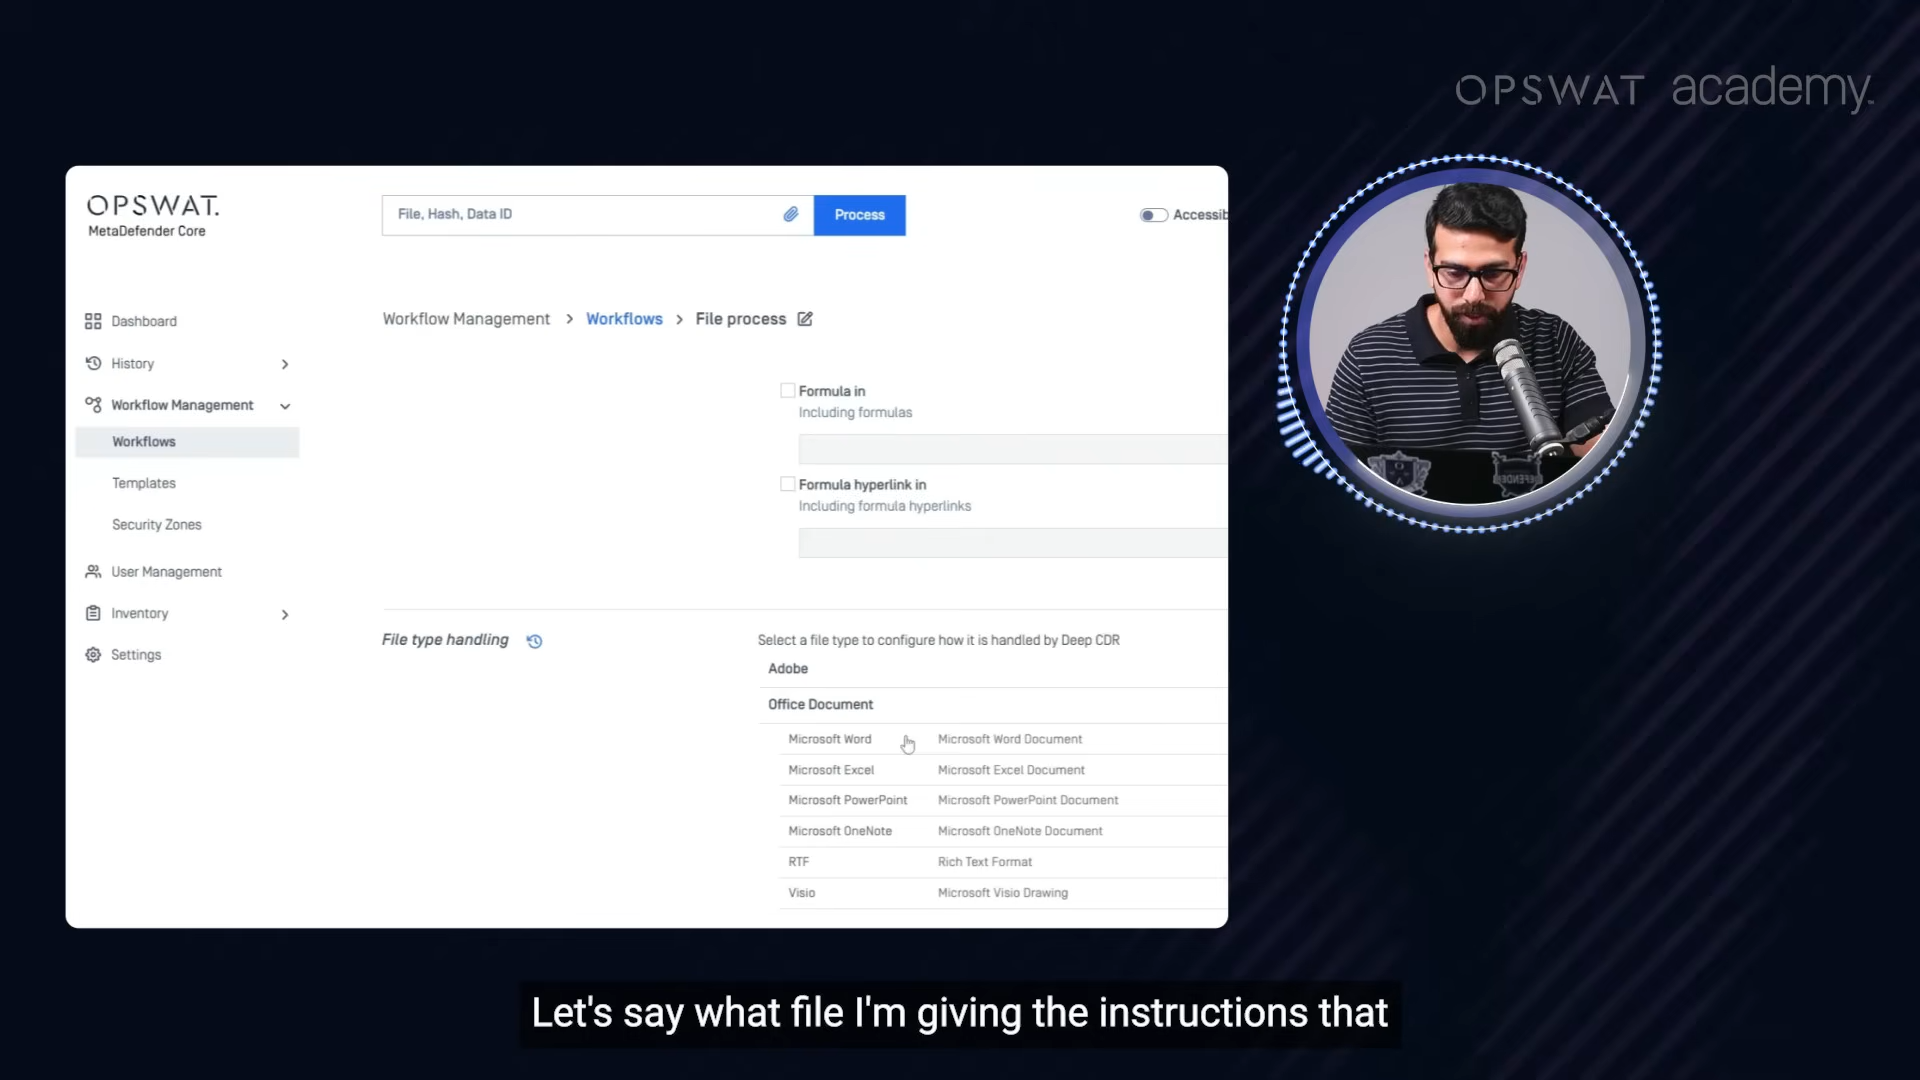 OPSWAT academy
OPSWAT.
MetaDefender Core
File, Hash, Data ID
Process
Accessib
Dashboard
History
Workflow Management
Workflows
Templates
Security Zones
User Management
Inventory
Settings
Workflow Management > Workflows > File process
Formula in
Including formulas
Formula hyperlink in
Including formula hyperlinks
File type handling
Select a file type to configure how it is handled by Deep CDR
Adobe
Office Document
Microsoft Word Microsoft Word Document
Microsoft Excel Microsoft Excel Document
Microsoft PowerPoint Microsoft PowerPoint Document
Microsoft OneNote Microsoft OneNote Document
RTF Rich Text Format
Visio Microsoft Visio Drawing
Let's say what file I'm giving the instructions that